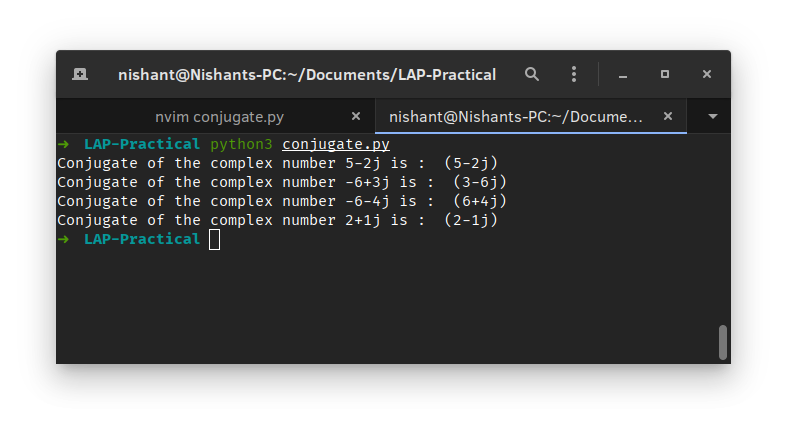 nishant@Nishants-PC:~/Documents/LAP-Practical
nvim conjugate.py
nishant@Nishants-PC:~/Docume...
➜ LAP-Practical python3 conjugate.py
Conjugate of the complex number 5-2j is :  (5-2j)
Conjugate of the complex number -6+3j is :  (3-6j)
Conjugate of the complex number -6-4j is :  (6+4j)
Conjugate of the complex number 2+1j is :  (2-1j)
➜ LAP-Practical